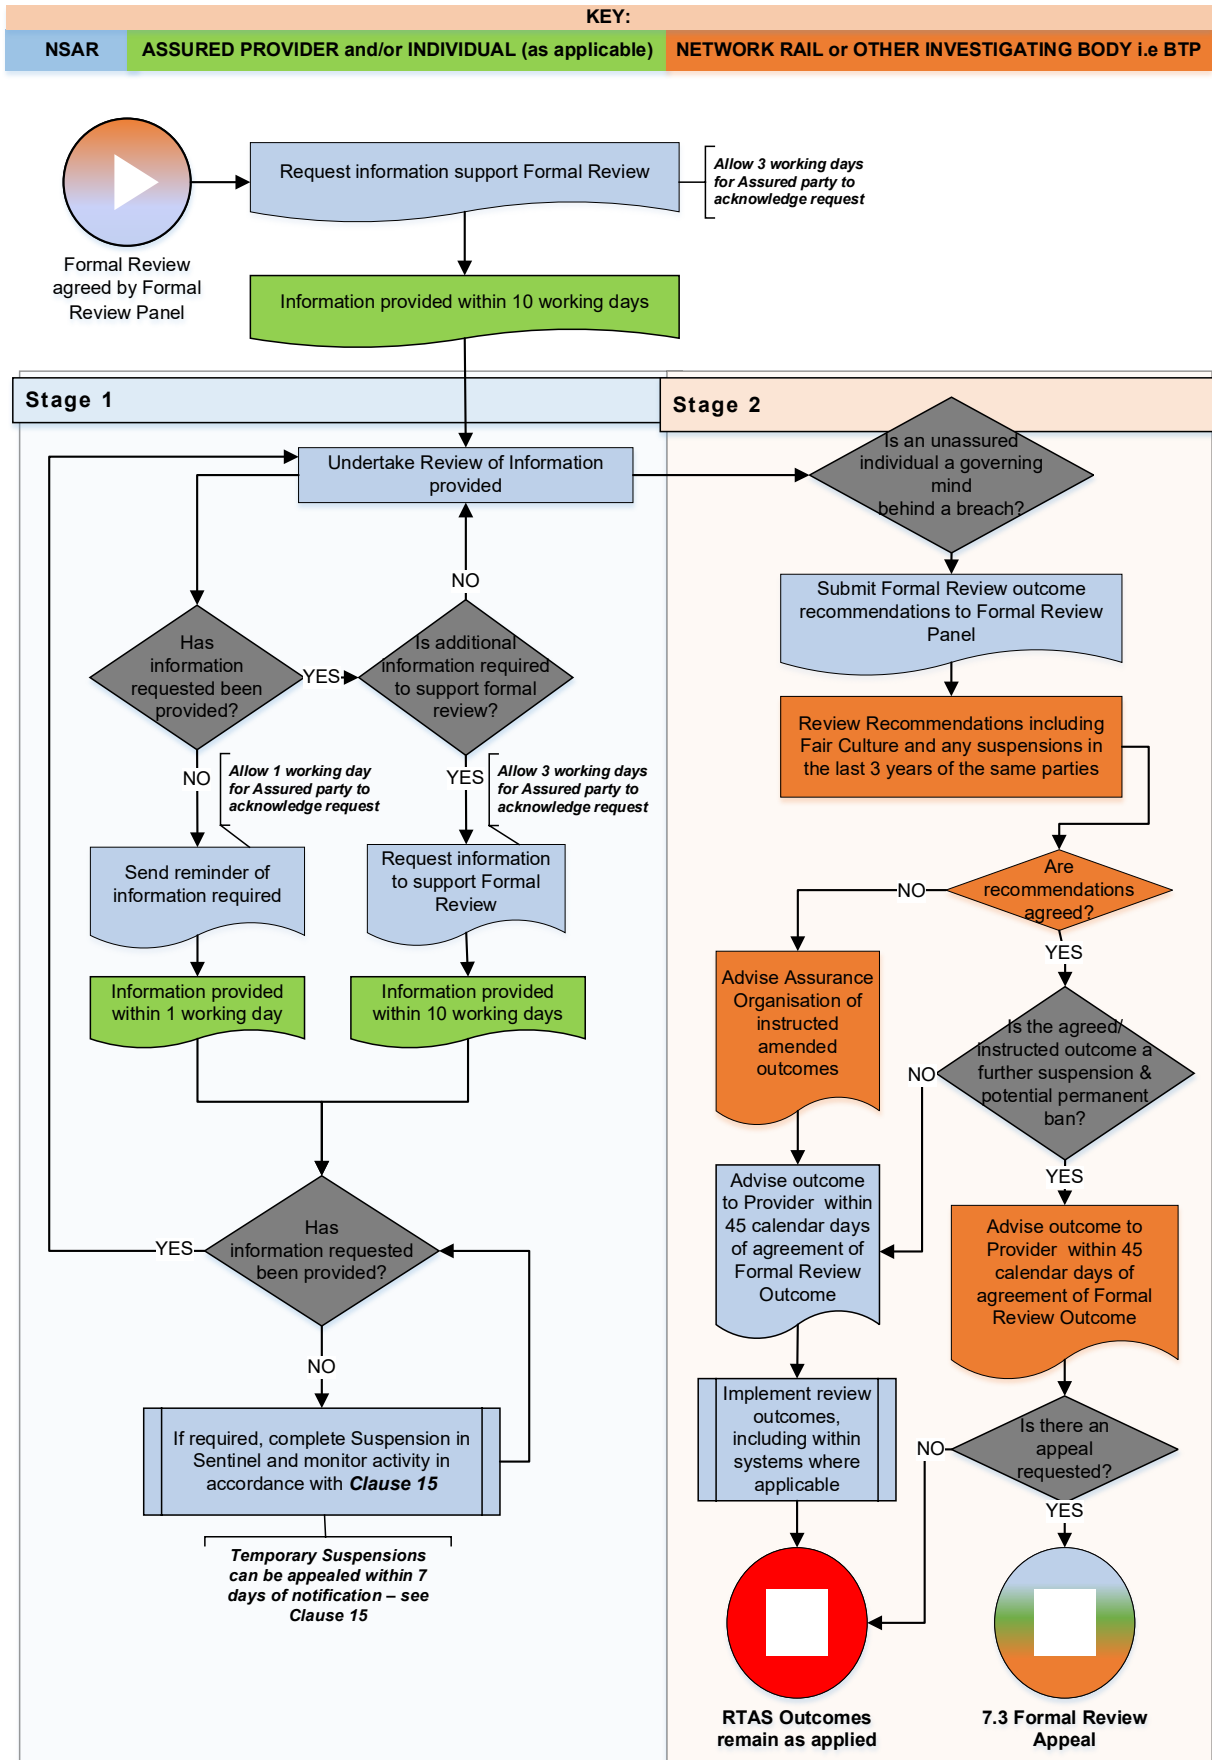 KEY:
NSAR
ASSURED PROVIDER and/or INDIVIDUAL (as applicable)
NETWORK RAIL or OTHER INVESTIGATING BODY i.e BTP
Formal Review
agreed by Formal
Review Panel
Request information support Formal Review
Allow 3 working days
for Assured party to
acknowledge request
Information provided within 10 working days
Stage 1
Undertake Review of Information
provided
Has
information
requested been
provided?
YES
Is additional
information required
to support formal
review?
NO
NO
Allow 1 working day
for Assured party to
acknowledge request
YES
Allow 3 working days
for Assured party to
acknowledge request
Send reminder of
information required
Request information
to support Formal
Review
Information provided
within 1 working day
Information provided
within 10 working days
Has
information requested
been provided?
YES
NO
If required, complete Suspension in
Sentinel and monitor activity in
accordance with Clause 15
Temporary Suspensions
can be appealed within 7
days of notification – see
Clause 15
Stage 2
Is an unassured
individual a governing
mind
behind a breach?
Submit Formal Review outcome
recommendations to Formal Review
Panel
Review Recommendations including
Fair Culture and any suspensions in
the last 3 years of the same parties
Are
recommendations
agreed?
NO
YES
Advise Assurance
Organisation of
instructed
amended
outcomes
Is the agreed/
instructed outcome a
further suspension &
potential permanent
ban?
NO
YES
Advise outcome
to Provider within
45 calendar days
of agreement of
Formal Review
Outcome
Advise outcome to
Provider within 45
calendar days of
agreement of Formal
Review Outcome
Implement review
outcomes,
including within
systems where
applicable
Is there an
appeal
requested?
NO
YES
RTAS Outcomes
remain as applied
7.3 Formal Review
Appeal